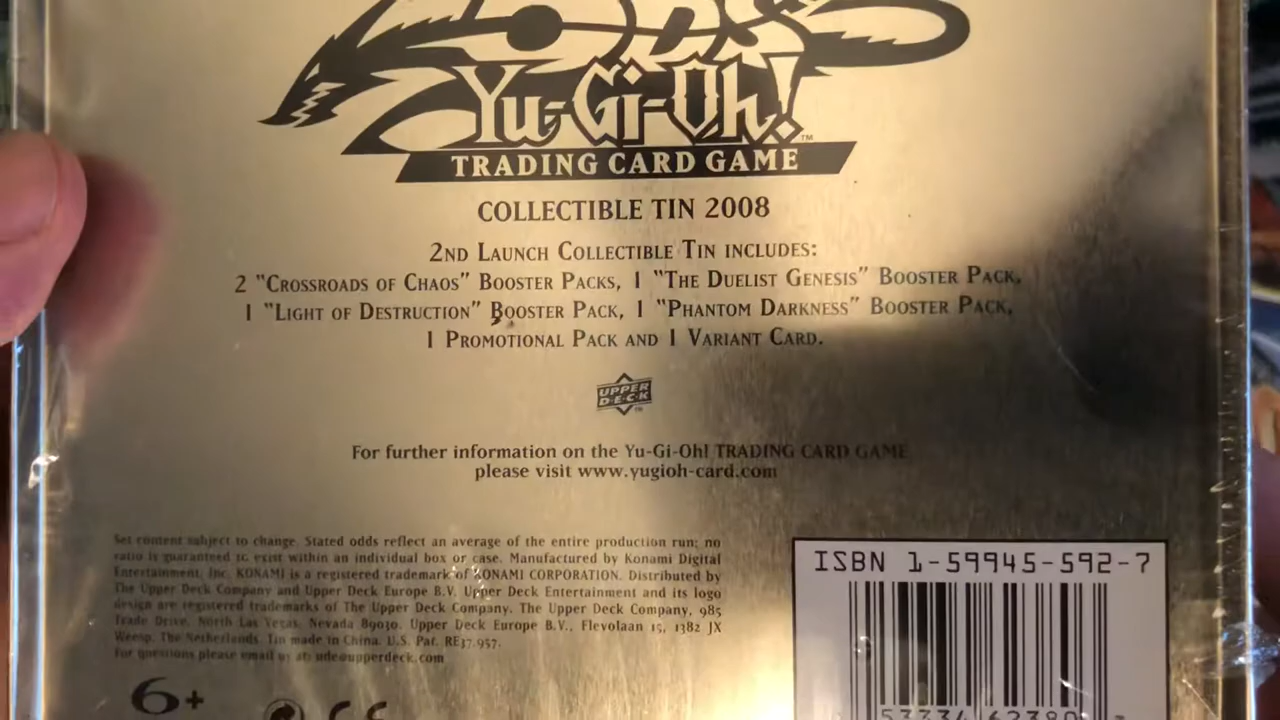 5D's
Yu-Gi-Oh!™
TRADING CARD GAME
COLLECTIBLE TIN 2008
2ND LAUNCH COLLECTIBLE TIN INCLUDES:
2 "CROSSROADS OF CHAOS" BOOSTER PACKS, 1 "THE DUELIST GENESIS" BOOSTER PACK,
1 "LIGHT OF DESTRUCTION" BOOSTER PACK, 1 "PHANTOM DARKNESS" BOOSTER PACK,
1 PROMOTIONAL PACK AND 1 VARIANT CARD.
UPPER
D·E·C·K
For further information on the Yu-Gi-Oh! TRADING CARD GAME
please visit www.yugioh-card.com
Set content subject to change. Stated odds reflect an average of the entire production run; no
ratio is guaranteed to exist within an individual box or case. Manufactured by Konami Digital
Entertainment, Inc. KONAMI is a registered trademark of KONAMI CORPORATION. Distributed by
The Upper Deck Company and Upper Deck Europe B.V. Upper Deck Entertainment and its logo
design are registered trademarks of The Upper Deck Company. The Upper Deck Company, 985
Trade Drive, North Las Vegas, Nevada 89030. Upper Deck Europe B.V., Flevolaan 15, 1382 JX
Weesp, The Netherlands. Tin made in China. U.S. Pat. RE37,957.
For questions please email us at: ude@upperdeck.com
ISBN 1-59945-592-7
6+
CE